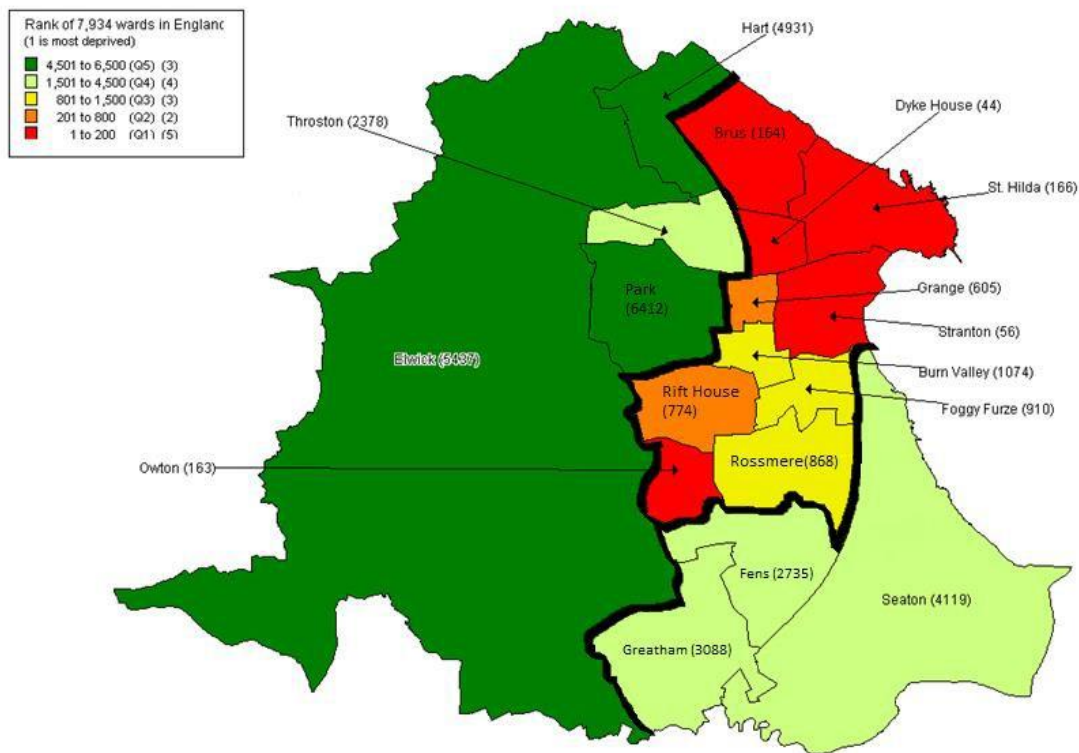 Rank of 7,934 wards in England
(1 is most deprived)
4,501 to 6,500 (Q5) (3)
1,501 to 4,500 (Q4) (4)
801 to 1,500 (Q3) (3)
201 to 800 (Q2) (2)
1 to 200 (Q1) (5)
Hart (4931)
Throston (2378)
Dyke House (44)
Brus (164)
St. Hilda (166)
Park
(6412)
Grange (605)
Stranton (56)
Elwick (5437)
Burn Valley (1074)
Rift House
(774)
Foggy Furze (910)
Owton (163)
Rossmere(868)
Fens (2735)
Seaton (4119)
Greatham (3088)